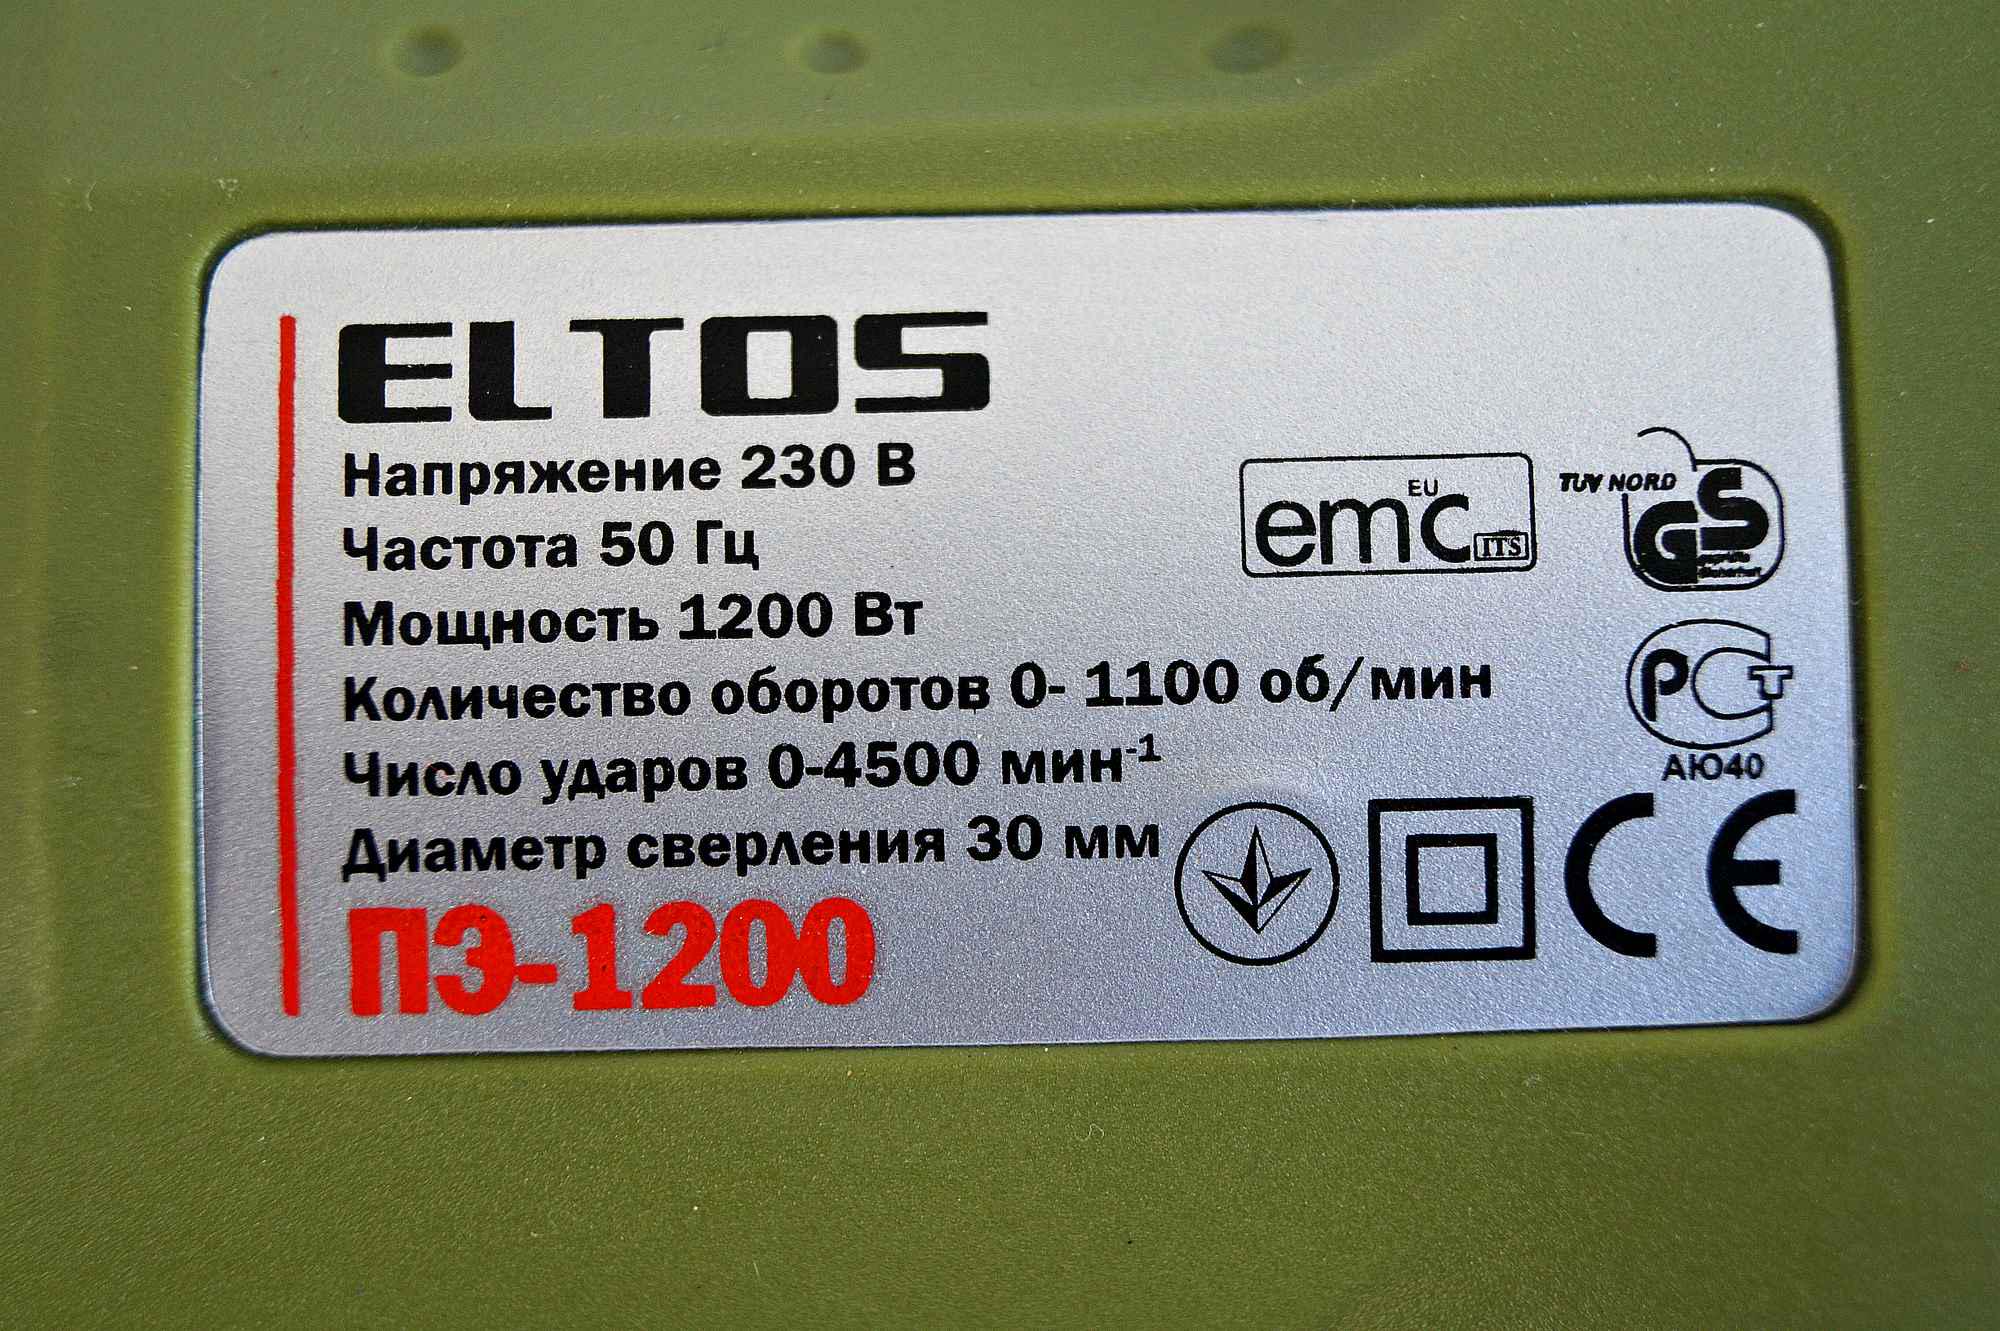 ELTOS
Напряжение 230 В
Частота 50 Гц
Мощность 1200 Вт
Количество оборотов 0- 1100 об/мин
Число ударов 0-4500 мин-1
Диаметр сверления 30 мм
ПЭ-1200
EU
emc
ITS
TUV NORD
GS
РСТ
АЮ40
CE